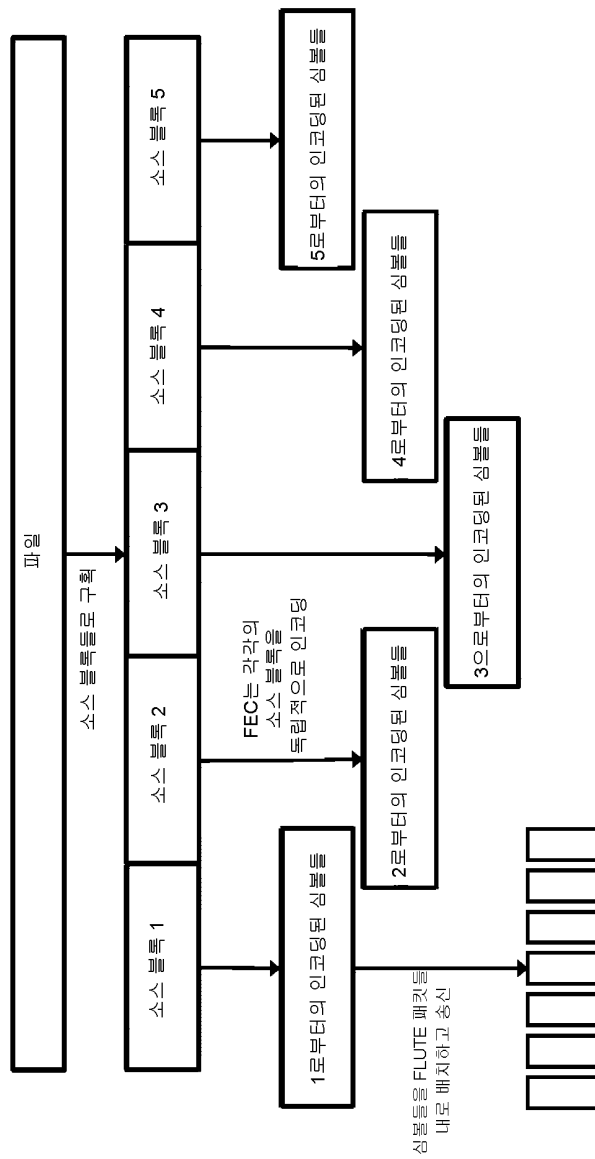 파일
소스 블록들로 구획
소스 블록 1
소스 블록 2
소스 블록 3
소스 블록 4
소스 블록 5
FEC는 각각의
소스 블록을
독립적으로 인코딩
1로부터의 인코딩된 심볼들
2로부터의 인코딩된 심볼들
3으로부터의 인코딩된 심볼들
4로부터의 인코딩된 심볼들
5로부터의 인코딩된 심볼들
심볼들을 FLUTE 패킷들
내로 배치하고 송신